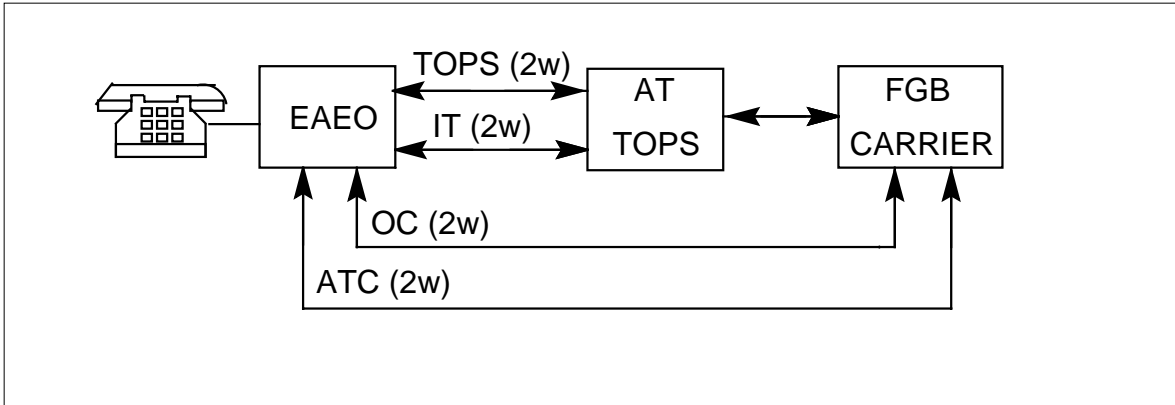 TOPS (2w)
EAEO
IT (2w)
AT
TOPS
FGB
CARRIER
OC (2w)
ATC (2w)